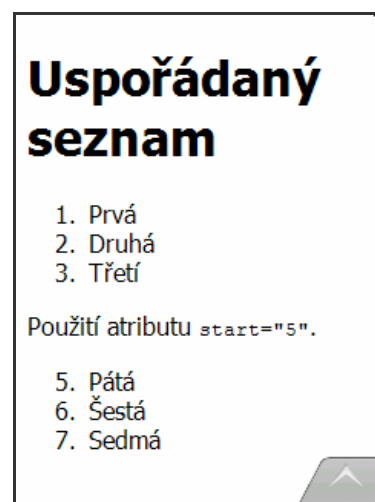 Uspořádaný
seznam
1. Prvá
2. Druhá
3. Třetí
Použití atributu start="5".
5. Pátá
6. Šestá
7. Sedmá